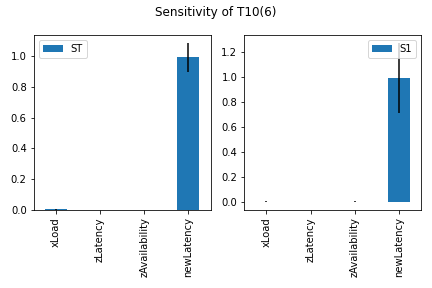 Sensitivity of T10(6)
ST
1.0
0.8
0.6
0.4
0.2
0.0
xLoad
zLatency
zAvailability
newLatency
S1
1.2
1.0
0.8
0.6
0.4
0.2
0.0
xLoad
zLatency
zAvailability
newLatency